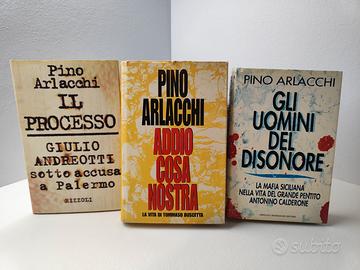 Pino
Arlacchi
IL
PROCESSO
GIULIO
ANDREOTTI
sotto accusa
a Palermo
RIZZOLI
PINO
ARLACCHI
ADDIO
COSA
NOSTRA
LA VITA DI TOMMASO BUSCETTA
PINO ARLACCHI
GLI
UOMINI
DEL
DISONORE
LA MAFIA SICILIANA
NELLA VITA DEL GRANDE PENTITO
ANTONINO CALDERONE
subito